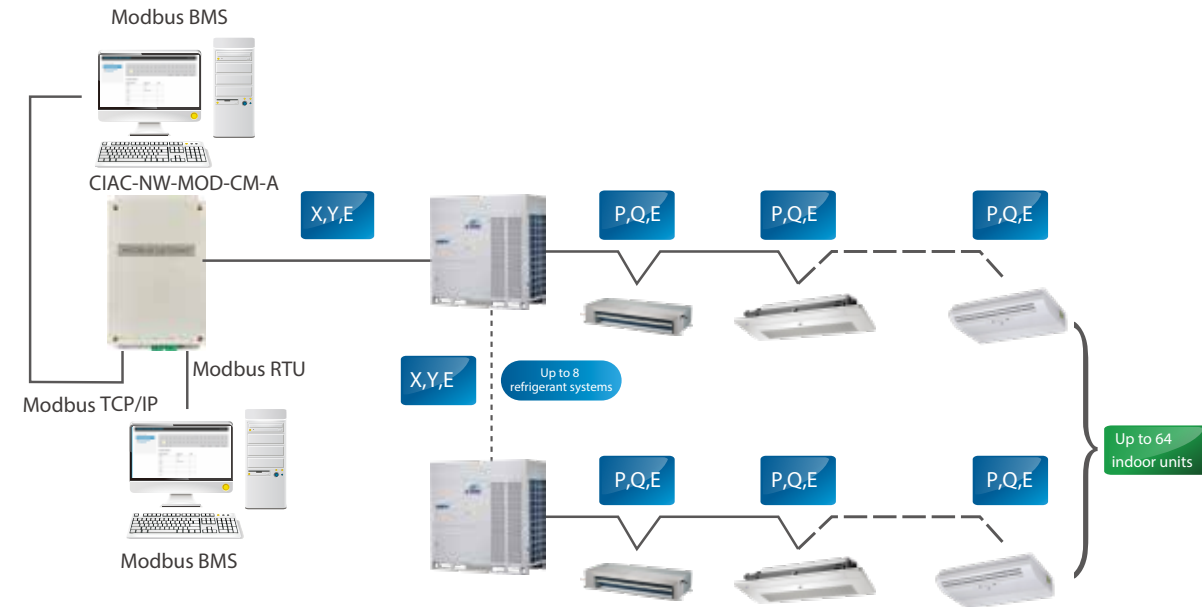 Modbus BMS
CIAC-NW-MOD-CM-A
X,Y,E
P,Q,E
P,Q,E
P,Q,E
Modbus RTU
X,Y,E
Up to 8
refrigerant systems
Modbus TCP/IP
Up to 64
indoor units
P,Q,E
P,Q,E
P,Q,E
Modbus BMS